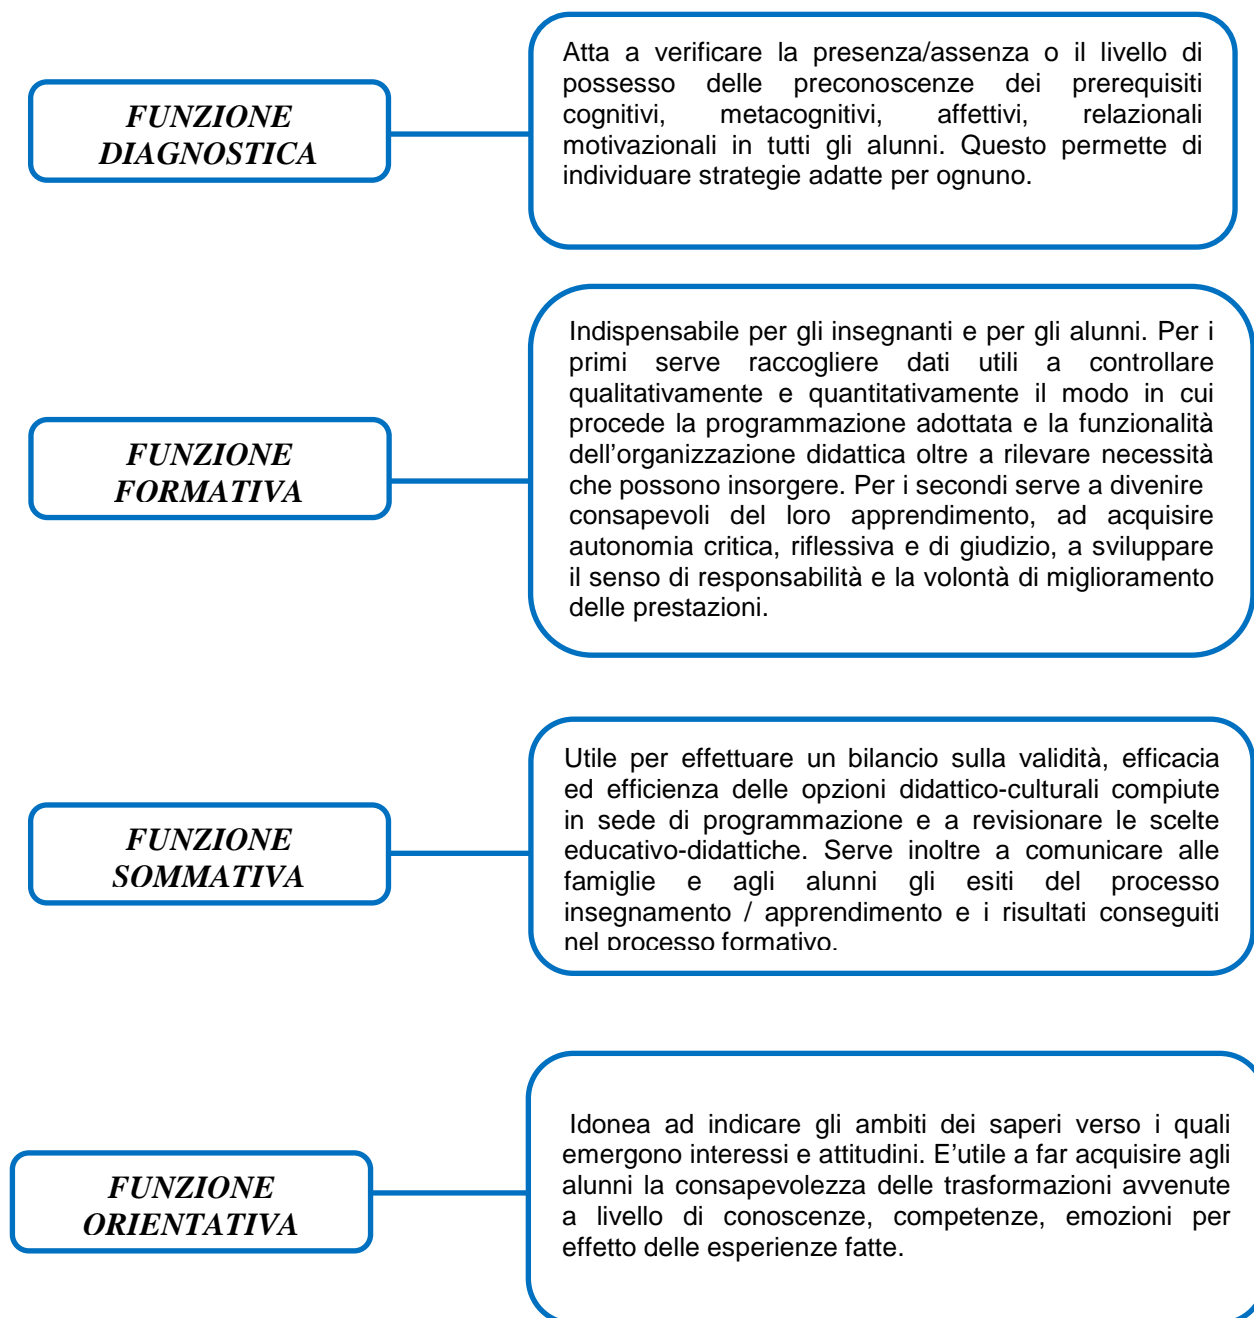 FUNZIONE
DIAGNOSTICA
Atta a verificare la presenza/assenza o il livello di
possesso delle preconoscenze dei prerequisiti
cognitivi, metacognitivi, affettivi, relazionali
motivazionali in tutti gli alunni. Questo permette di
individuare strategie adatte per ognuno.
FUNZIONE
FORMATIVA
Indispensabile per gli insegnanti e per gli alunni. Per i
primi serve raccogliere dati utili a controllare
qualitativamente e quantitativamente il modo in cui
procede la programmazione adottata e la funzionalità
dell'organizzazione didattica oltre a rilevare necessità
che possono insorgere. Per i secondi serve a divenire
consapevoli del loro apprendimento, ad acquisire
autonomia critica, riflessiva e di giudizio, a sviluppare
il senso di responsabilità e la volontà di miglioramento
delle prestazioni.
FUNZIONE
SOMMATIVA
Utile per effettuare un bilancio sulla validità, efficacia
ed efficienza delle opzioni didattico-culturali compiute
in sede di programmazione e a revisionare le scelte
educativo-didattiche. Serve inoltre a comunicare alle
famiglie e agli alunni gli esiti del processo
insegnamento / apprendimento e i risultati conseguiti
nel processo formativo.
FUNZIONE
ORIENTATIVA
Idonea ad indicare gli ambiti dei saperi verso i quali
emergono interessi e attitudini. E'utile a far acquisire agli
alunni la consapevolezza delle trasformazioni avvenute
a livello di conoscenze, competenze, emozioni per
effetto delle esperienze fatte.